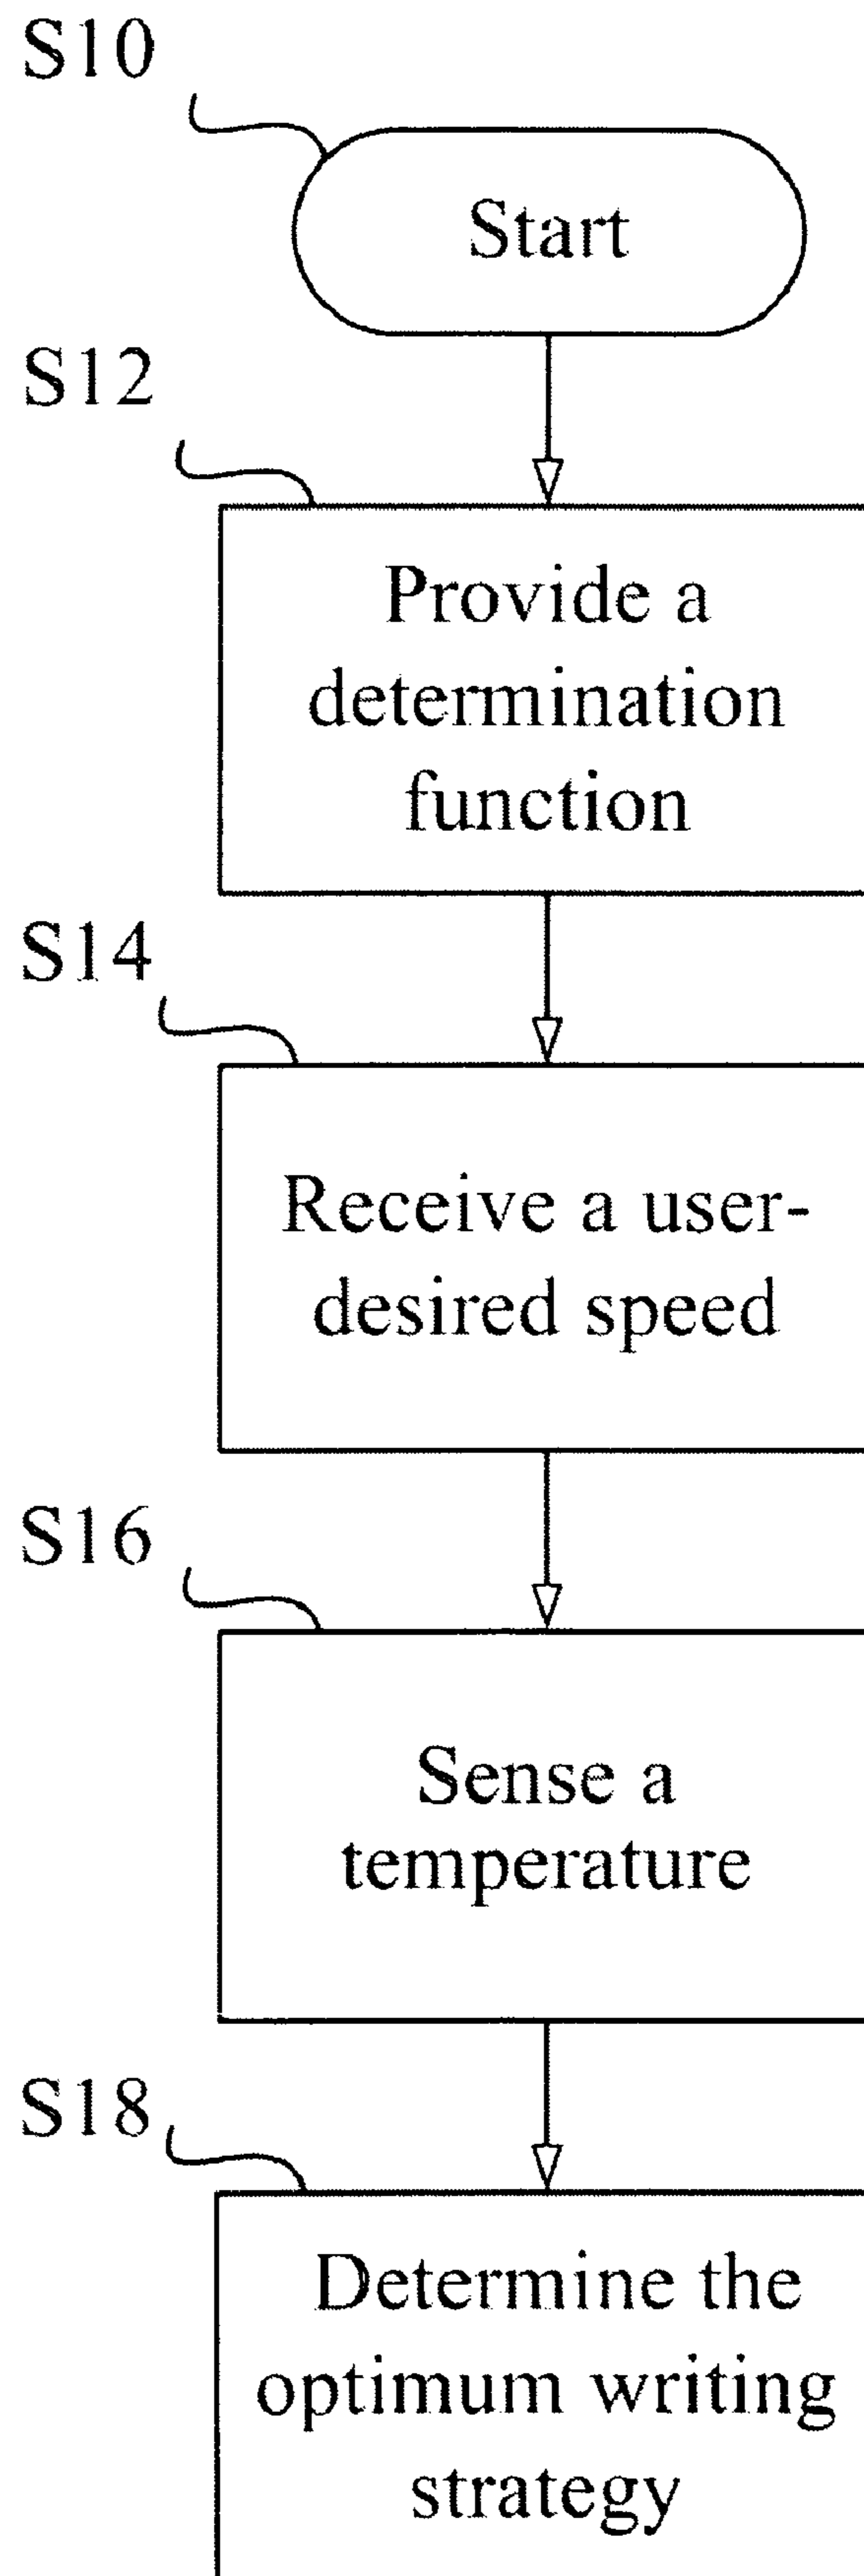 S10
Start
S12
Provide a
determination
function
S14
Receive a user-
desired speed
S16
Sense a
temperature
S18
Determine the
optimum writing
strategy